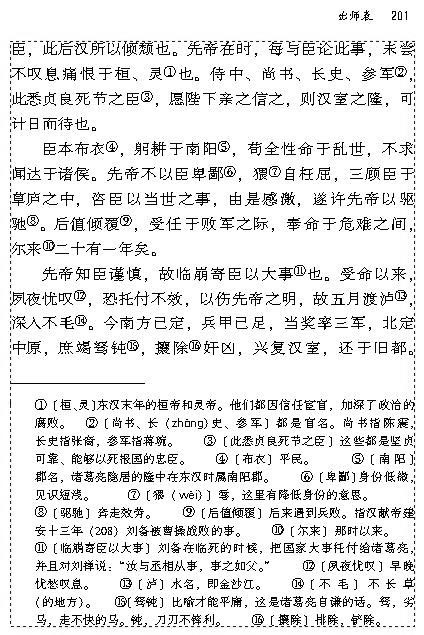 出师表 201
臣，此后汉所以倾颓也。先帝在时，每与臣论此事，未尝
不叹息痛恨于桓、灵①也。侍中、尚书、长史、参军②，
此悉贞良死节之臣③，愿陛下亲之信之，则汉室之隆，可
计日而待也。
臣本布衣④，躬耕于南阳⑤，苟全性命于乱世，不求
闻达于诸侯。先帝不以臣卑鄙⑥，猥⑦自枉屈，三顾臣于
草庐之中，咨臣以当世之事，由是感激，遂许先帝以驱
驰⑧。后值倾覆⑨，受任于败军之际，奉命于危难之间，
尔来⑩二十有一年矣。
先帝知臣谨慎，故临崩寄臣以大事⑪也。受命以来，
夙夜忧叹⑫，恐托付不效，以伤先帝之明，故五月渡泸⑬，
深入不毛⑭。今南方已定，兵甲已足，当奖率三军，北定
中原，庶竭驽钝⑮，攘除⑯奸凶，兴复汉室，还于旧都。
①〔桓、灵〕东汉末年的桓帝和灵帝。他们都因信任宦官，加深了政治的
腐败。 ②〔尚书、长（zhǎng）史、参军〕都是官名。尚书指陈震，
长史指张裔，参军指蒋琬。 ③〔此悉贞良死节之臣〕这些都是坚贞
可靠、能够以死报国的忠臣。 ④〔布衣〕平民。 ⑤〔南阳〕
郡名，诸葛亮隐居的隆中在东汉时属南阳郡。 ⑥〔卑鄙〕身份低微，
见识短浅。 ⑦〔猥（wěi）〕辱，这里有降低身份的意思。
⑧〔驱驰〕奔走效劳。 ⑨〔后值倾覆〕后来遇到兵败。指汉献帝建
安十三年（208）刘备被曹操战败的事。 ⑩〔尔来〕那时以来。
⑪〔临崩寄臣以大事〕刘备在临死的时候，把国家大事托付给诸葛亮，
并且对刘禅说：“汝与丞相从事，事之如父。” ⑫〔夙夜忧叹〕早晚
忧愁叹息。 ⑬〔泸〕水名，即金沙江。 ⑭〔不毛〕不长草
（的地方）。 ⑮〔驽钝〕比喻才能平庸，这是诸葛亮自谦的话。驽，劣
马，走不快的马。钝，刀刃不锋利。 ⑯〔攘除〕排除，铲除。